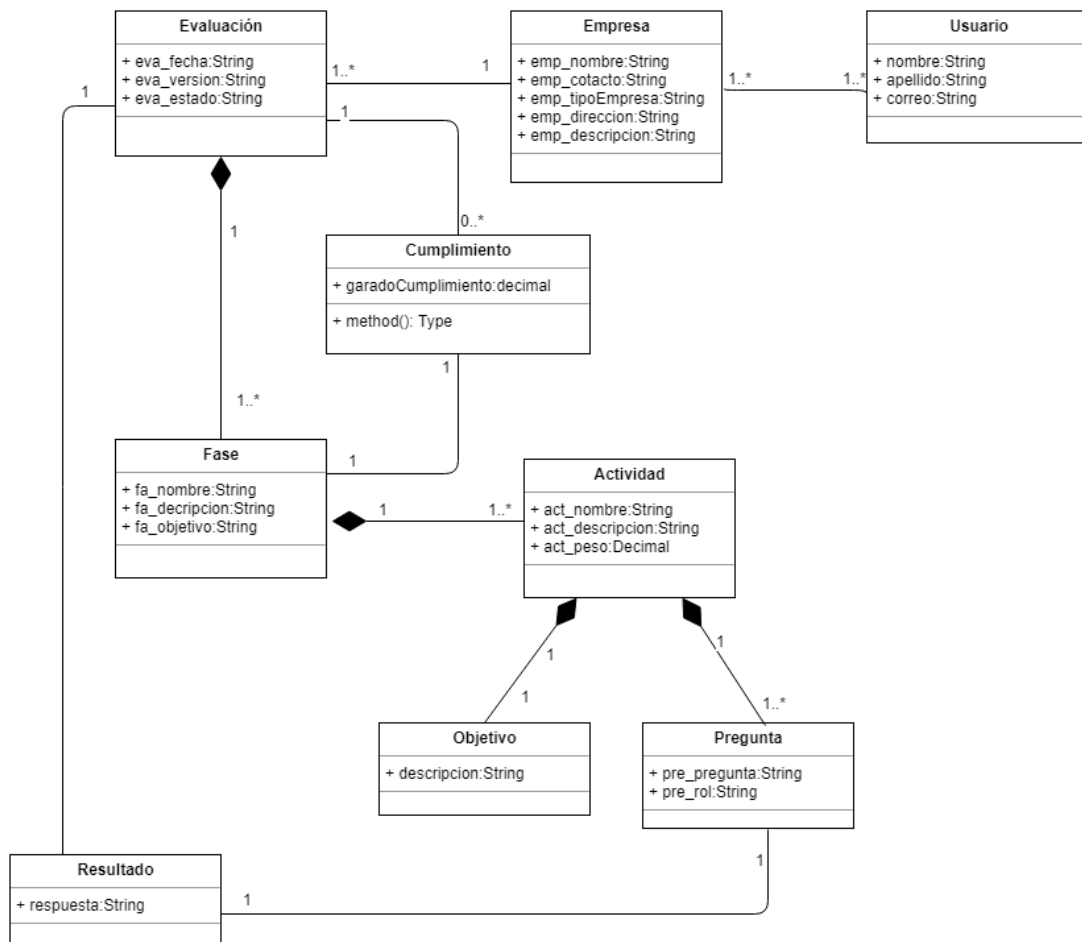 Evaluación
+ eva_fecha:String
+ eva_version:String
+ eva_estado:String
Empresa
+ emp_nombre:String
+ emp_cotacto:String
+ emp_tipoEmpresa:String
+ emp_direccion:String
+ emp_descripcion:String
Usuario
+ nombre:String
+ apellido:String
+ correo:String
1..*
1
1..*
1..*
1
1
1
0..*
Cumplimiento
+ garadoCumplimiento:decimal
+ method(): Type
1
1..*
1
Fase
+ fa_nombre:String
+ fa_decripcion:String
+ fa_objetivo:String
1
1..*
Actividad
+ act_nombre:String
+ act_descripcion:String
+ act_peso:Decimal
1
1
1
1..*
Objetivo
+ descripcion:String
Pregunta
+ pre_pregunta:String
+ pre_rol:String
1
Resultado
+ respuesta:String
1